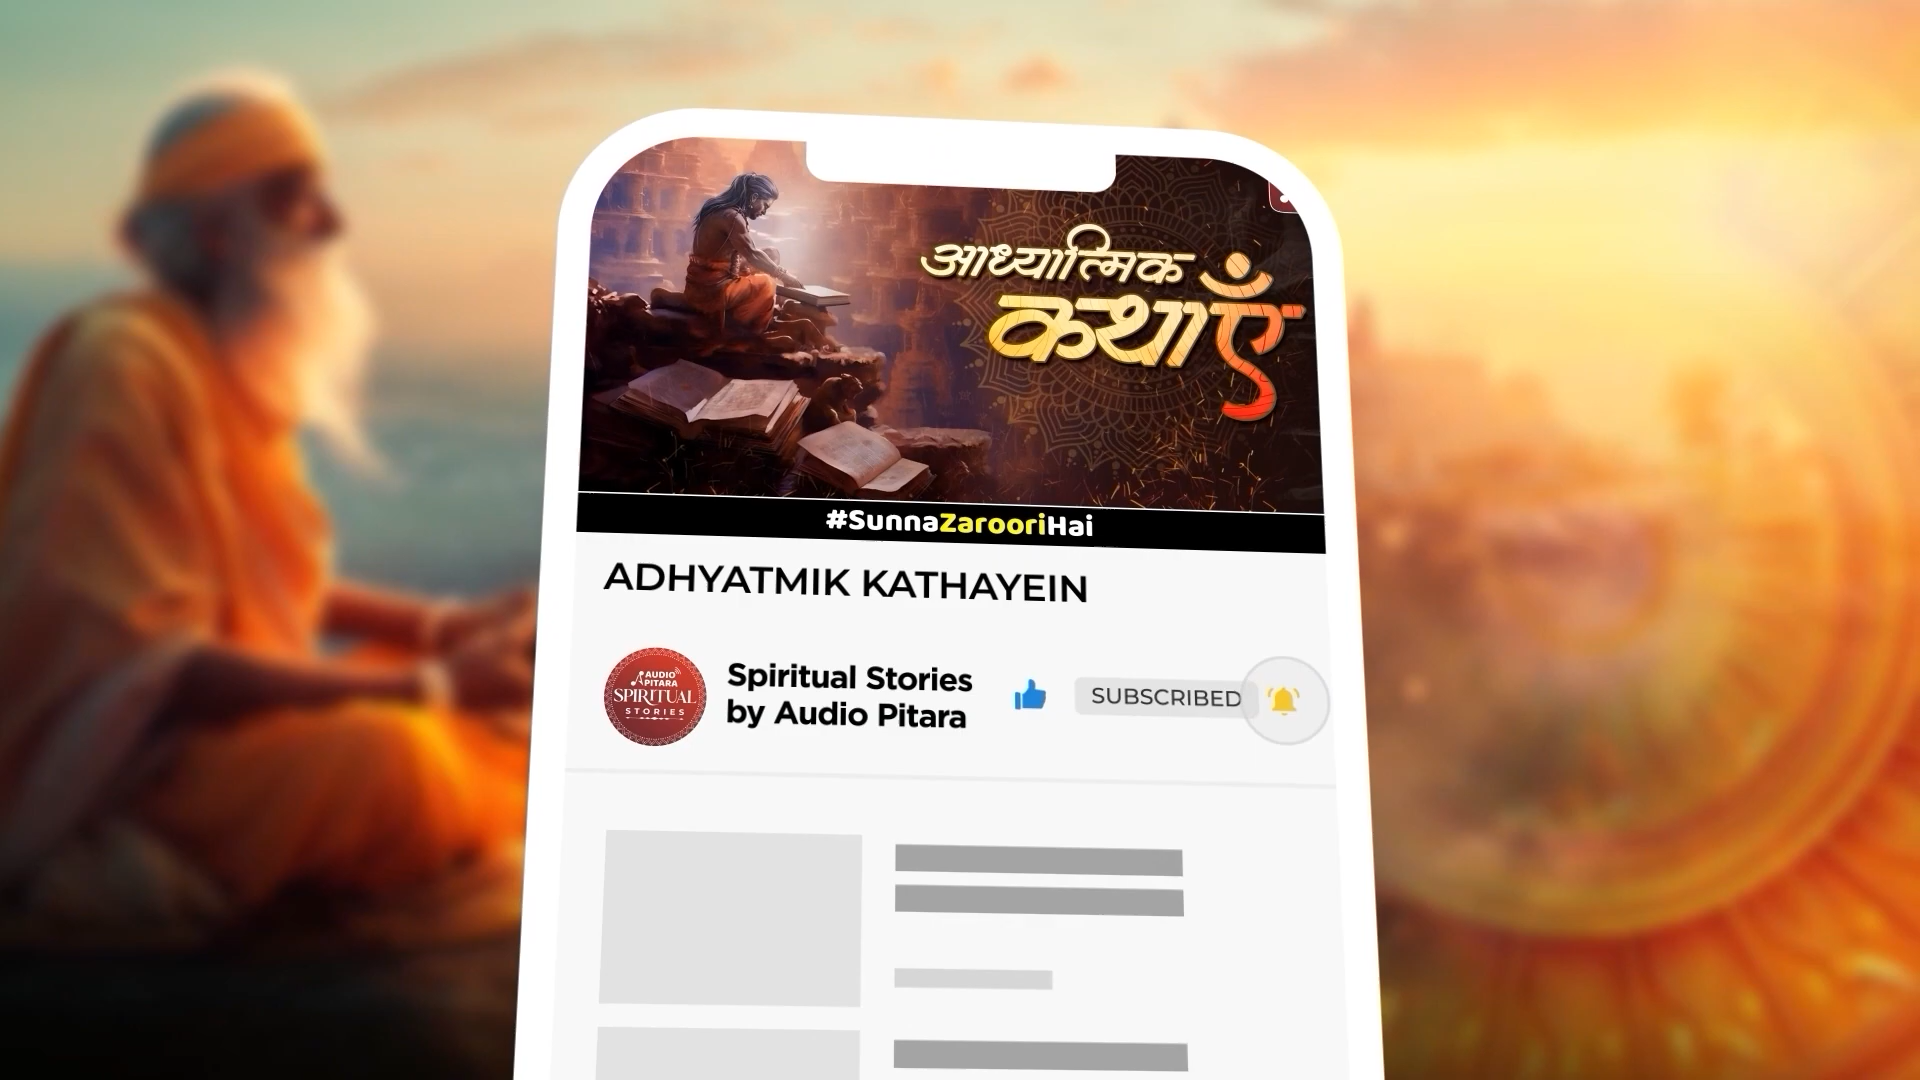 आध्यात्मिक
कथाएँ
#SunnaZarooriHai
ADHYATMIK KATHAYEIN
AUDIO
PITARA
SPIRITUAL
STORIES
Spiritual Stories
by Audio Pitara
SUBSCRIBED